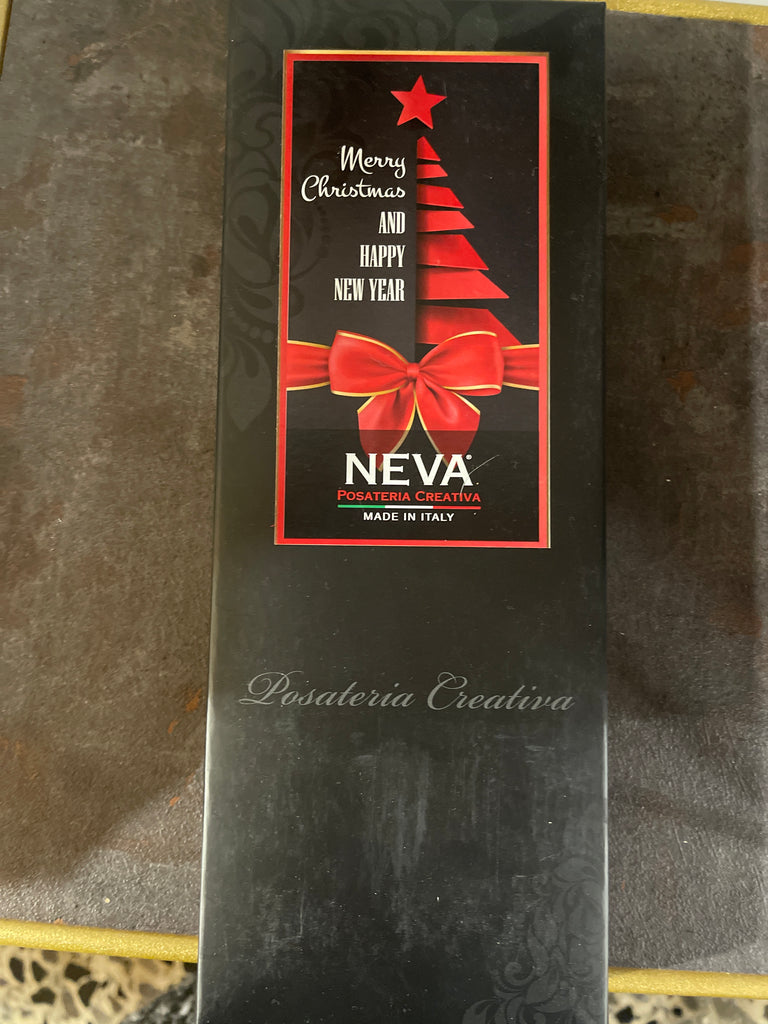 Merry
Christmas
AND
HAPPY
NEW YEAR
NEVA®
POSATERIA CREATIVA
MADE IN ITALY
Posateria Creativa